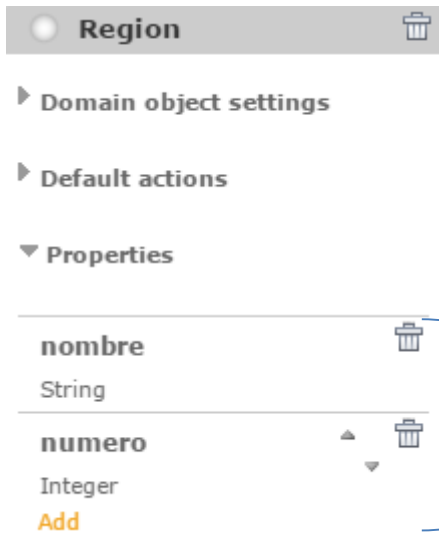 Region
Domain object settings
Default actions
Properties
nombre
String
numero
Integer
Add